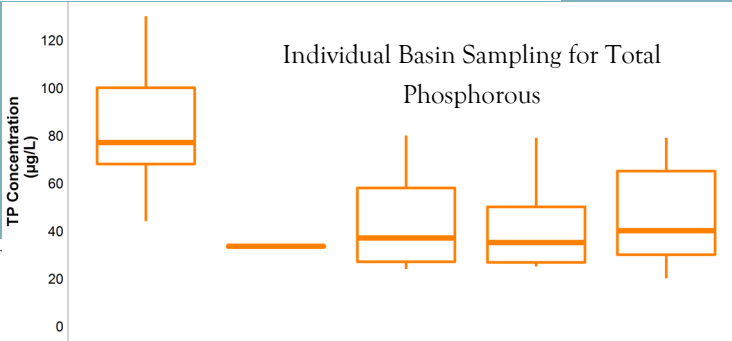 Individual Basin Sampling for Total
Phosphorous
TP Concentration
(µg/L)
120
100
80
60
40
20
0